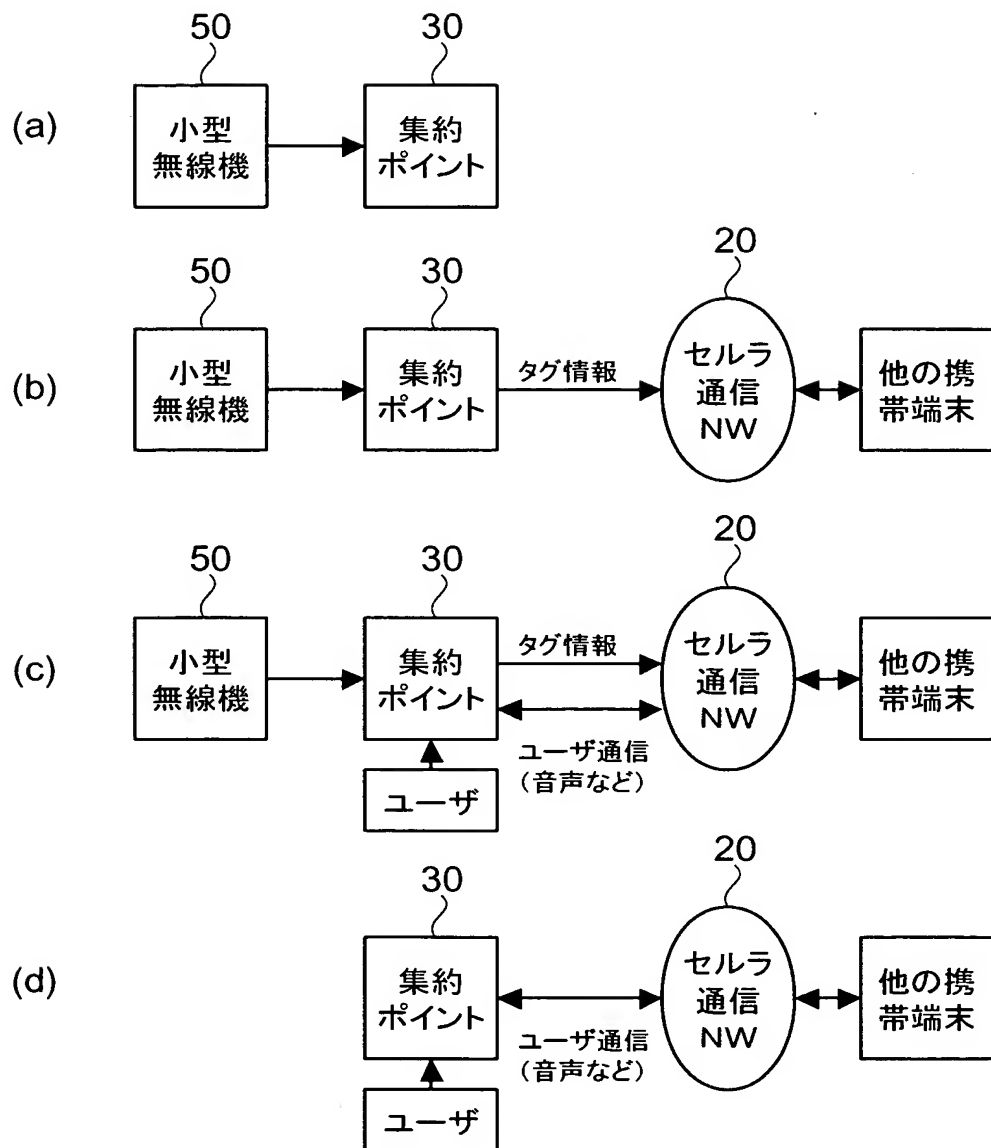 50
30
(a)
小型
無線機
集約
ポイント
50
30
20
(b)
小型
無線機
集約
ポイント
タグ情報
セルラ
通信
NW
他の携
帯端末
50
30
20
(c)
小型
無線機
集約
ポイント
タグ情報
セルラ
通信
NW
他の携
帯端末
ユーザ通信
(音声など)
ユーザ
30
20
(d)
集約
ポイント
セルラ
通信
NW
他の携
帯端末
ユーザ通信
(音声など)
ユーザ